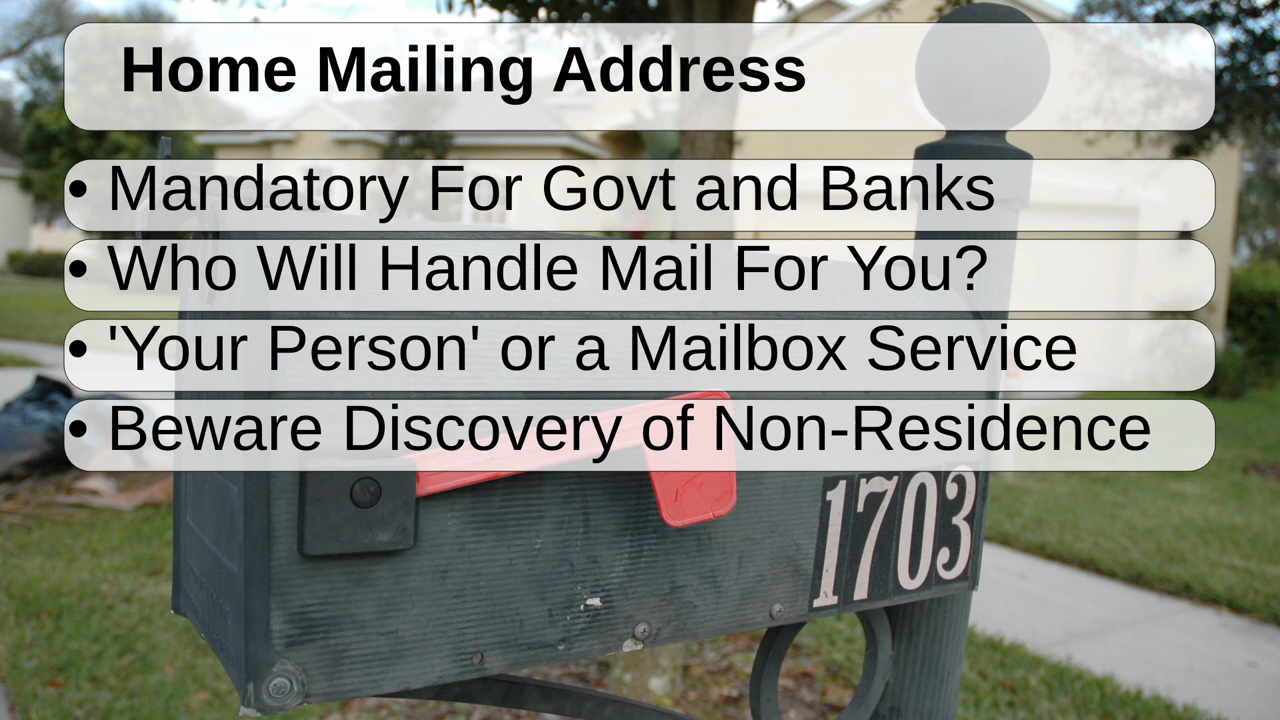 Home Mailing Address
• Mandatory For Govt and Banks
• Who Will Handle Mail For You?
• 'Your Person' or a Mailbox Service
• Beware Discovery of Non-Residence
1703